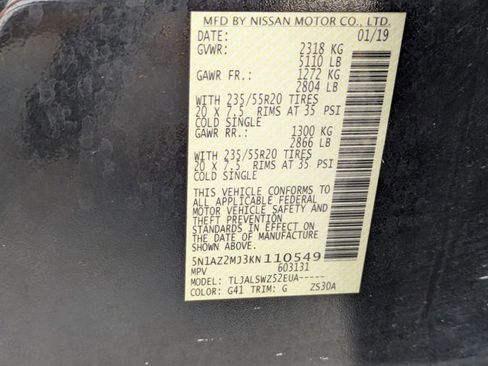 MFD BY NISSAN MOTOR CO., LTD.
DATE: 01/19
GVWR: 2318 KG
5110 LB
GAWR FR.: 1272 KG
2804 LB
WITH 235/55R20 TIRES
20 X 7.5 RIMS AT 35 PSI
COLD SINGLE
GAWR RR.: 1300 KG
2866 LB
WITH 235/55R20 TIRES
20 X 7.5 RIMS AT 35 PSI
COLD SINGLE
THIS VEHICLE CONFORMS TO
ALL APPLICABLE FEDERAL
MOTOR VEHICLE SAFETY AND
THEFT PREVENTION
STANDARDS IN EFFECT ON
THE DATE OF MANUFACTURE
SHOWN ABOVE.
5N1AZ2MJ3KN110549
MPV 603131
MODEL: TLJALSWZ5ZEUA-----
COLOR: G41 TRIM: G ZS30A